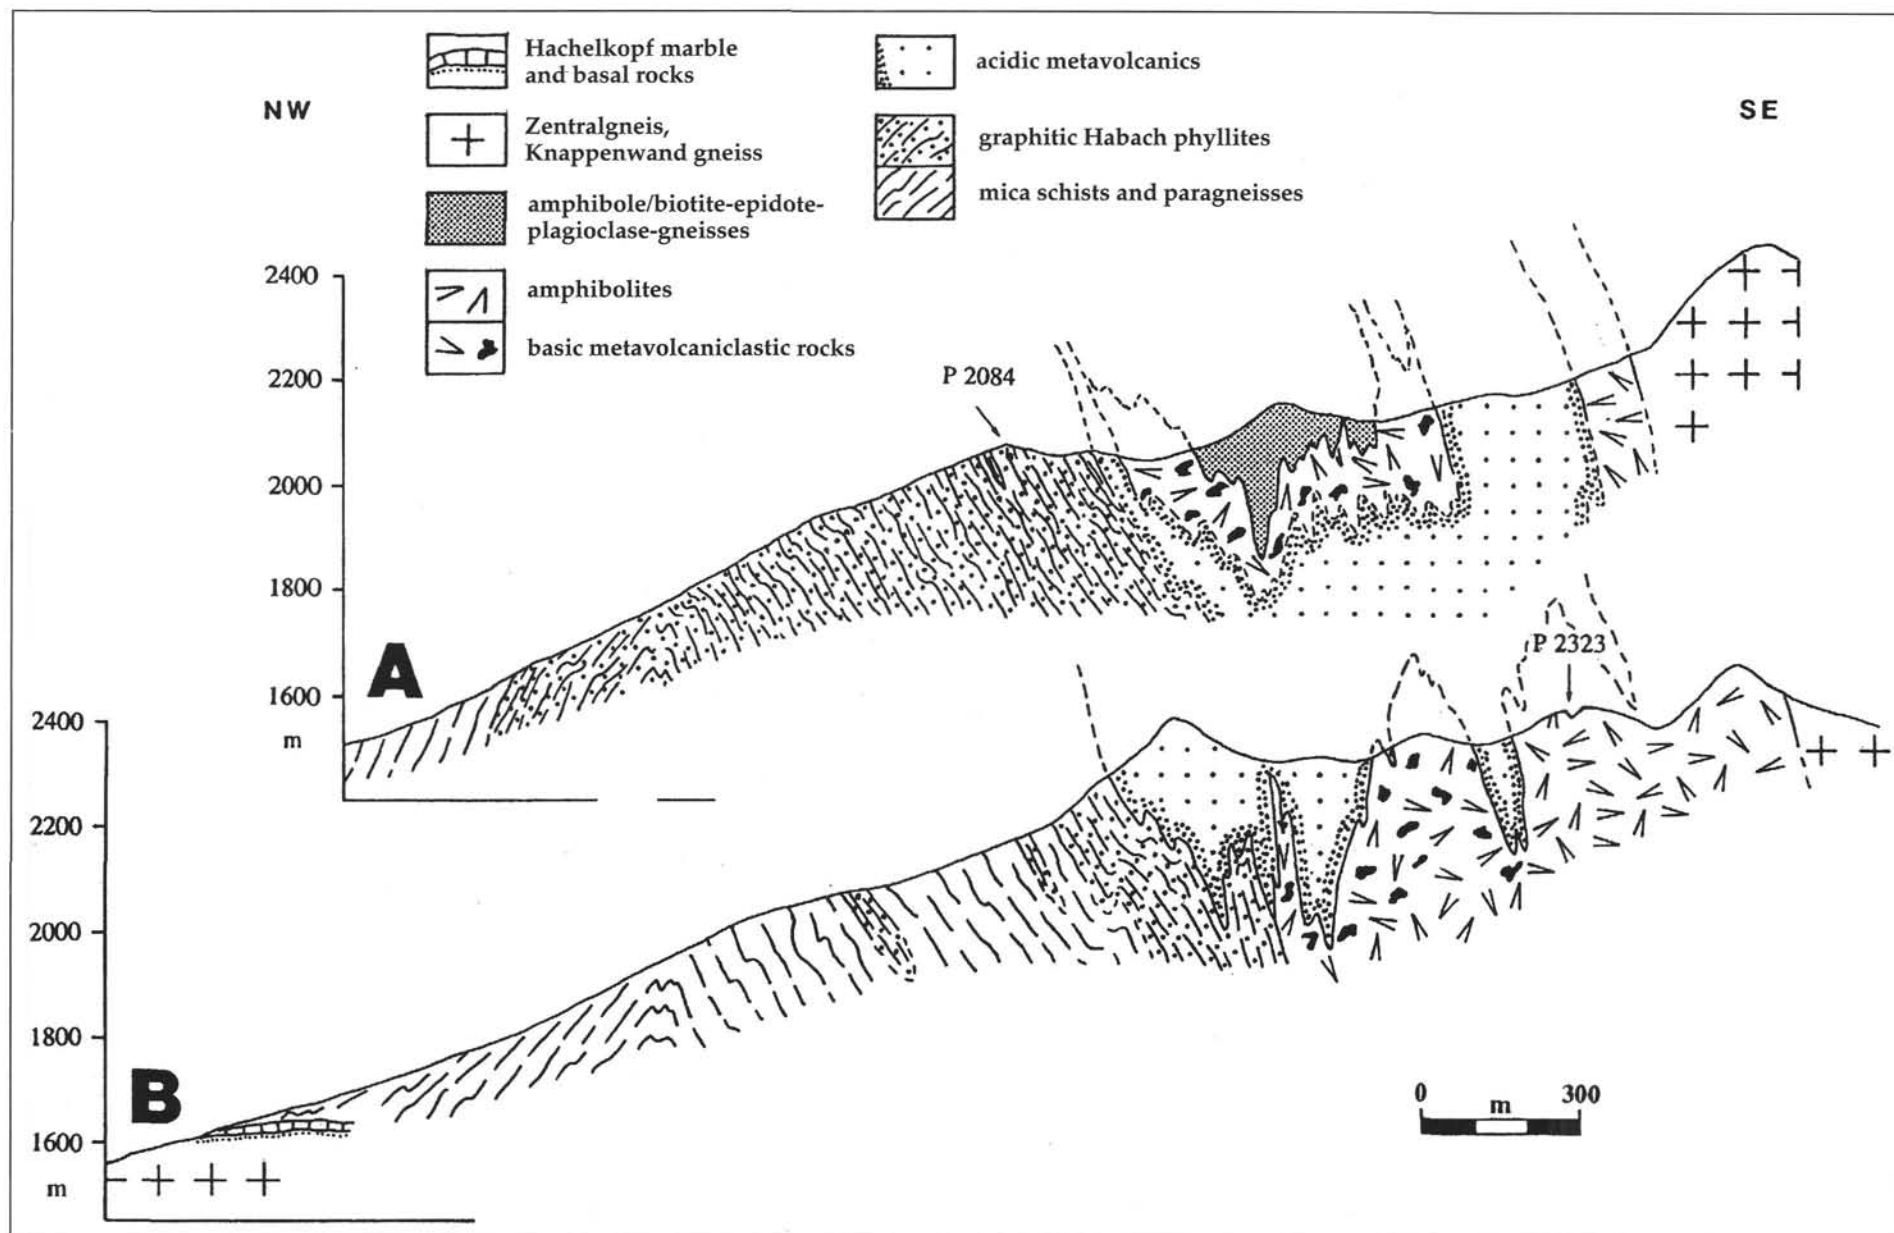 Hachelkopf marble
and basal rocks
Zentralgneis,
Knappenwand gneiss
amphibole/biotite-epidote-
plagioclase-gneisses
amphibolites
basic metavolcaniclastic rocks
acidic metavolcanics
graphitic Habach phyllites
mica schists and paragneisses
NW
SE
2400
2200
2000
1800
1600
m
A
P 2084
P 2323
2400
2200
2000
1800
1600
m
B
0 m 300